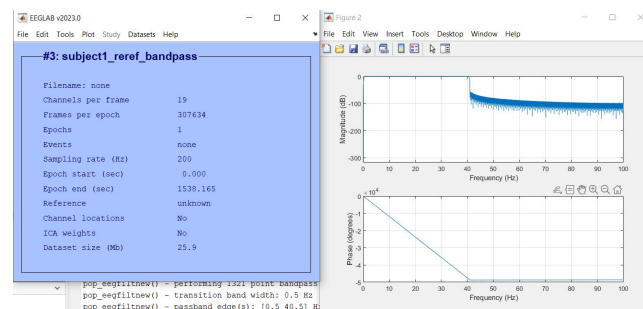 EEGLAB v2023.0
File Edit Tools Plot Study Datasets Help
#3: subject1_reref_bandpass
Filename: none
Channels per frame 19
Frames per epoch 307634
Epochs 1
Events none
Sampling rate (Hz) 200
Epoch start (sec) 0.000
Epoch end (sec) 1538.165
Reference unknown
Channel locations No
ICA weights No
Dataset size (Mb) 25.9
pop_eegfiltnew() - performing 1321 point bandpass
pop_eegfiltnew() - transition band width: 0.5 Hz
pop_eegfiltnew() - passband edge(s): [0.5 40.5] H
Figure 2
File Edit View Insert Tools Desktop Window Help
0
-100
-200
-300
Magnitude (dB)
0 10 20 30 40 50 60 70 80 90 100
Frequency (Hz)
×10⁴
0
-1
-2
-3
-4
-5
Phase (degrees)
0 10 20 30 40 50 60 70 80 90 100
Frequency (Hz)